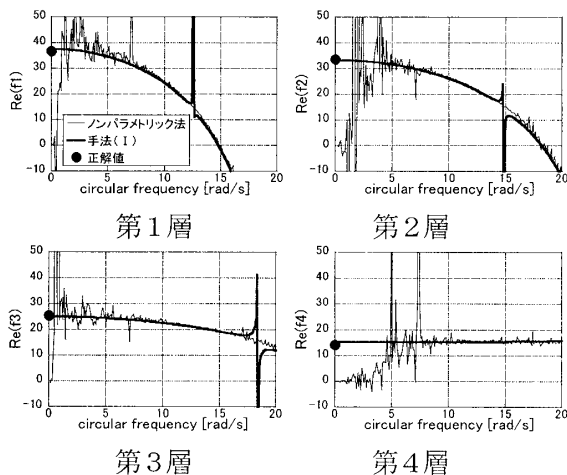 Re(f1)
50
40
30
20
10
0
-10
ノンパラメトリック法
手法(I)
正解値
0 5 10 15 20
circular frequency [rad/s]
第1層
Re(f2)
50
40
30
20
10
0
-10
0 5 10 15 20
circular frequency [rad/s]
第2層
Re(f3)
50
40
30
20
10
0
-10
0 5 10 15 20
circular frequency [rad/s]
第3層
Re(f4)
50
40
30
20
10
0
-10
0 5 10 15 20
circular frequency [rad/s]
第4層